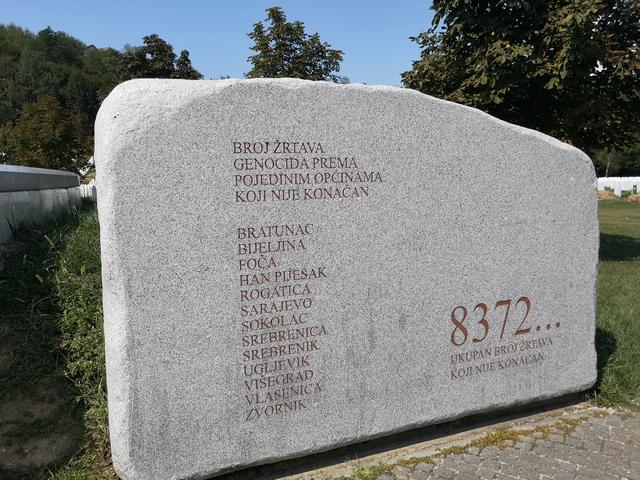 BROJ ŽRTAVA
GENOCIDA PREMA
POJEDINIM OPĆINAMA
KOJI NIJE KONAČAN
BRATUNAC
BIJELJINA
FOČA
HAN PIJESAK
ROGATICA
SARAJEVO
SOKOLAC
SREBRENICA
SREBRENIK
UGLJEVIK
VISEGRAD
VLASENICA
ZVORNIK
8372...
UKUPAN BROJ ŽRTAVA
KOJI NIJE KONAČAN